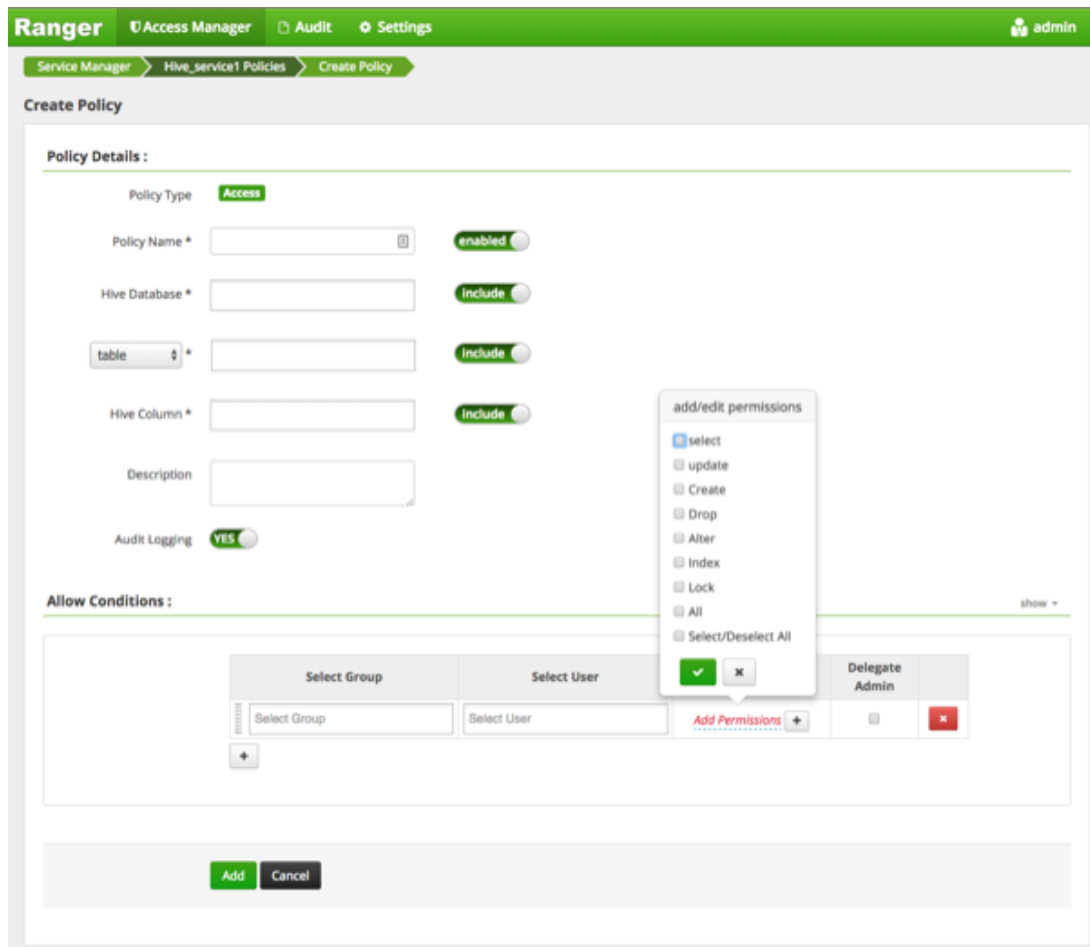 Ranger Access Manager Audit Settings admin
Service Manager Hive_service1 Policies Create Policy
Create Policy
Policy Details :
Policy Type Access
Policy Name * enabled
Hive Database * include
table * include
Hive Column * include
Description
Audit Logging YES
add/edit permissions
select
update
Create
Drop
Alter
Index
Lock
All
Select/Deselect All
Allow Conditions : show
Select Group Select User Delegate Admin
Select Group Select User Add Permissions + x
+
Add Cancel